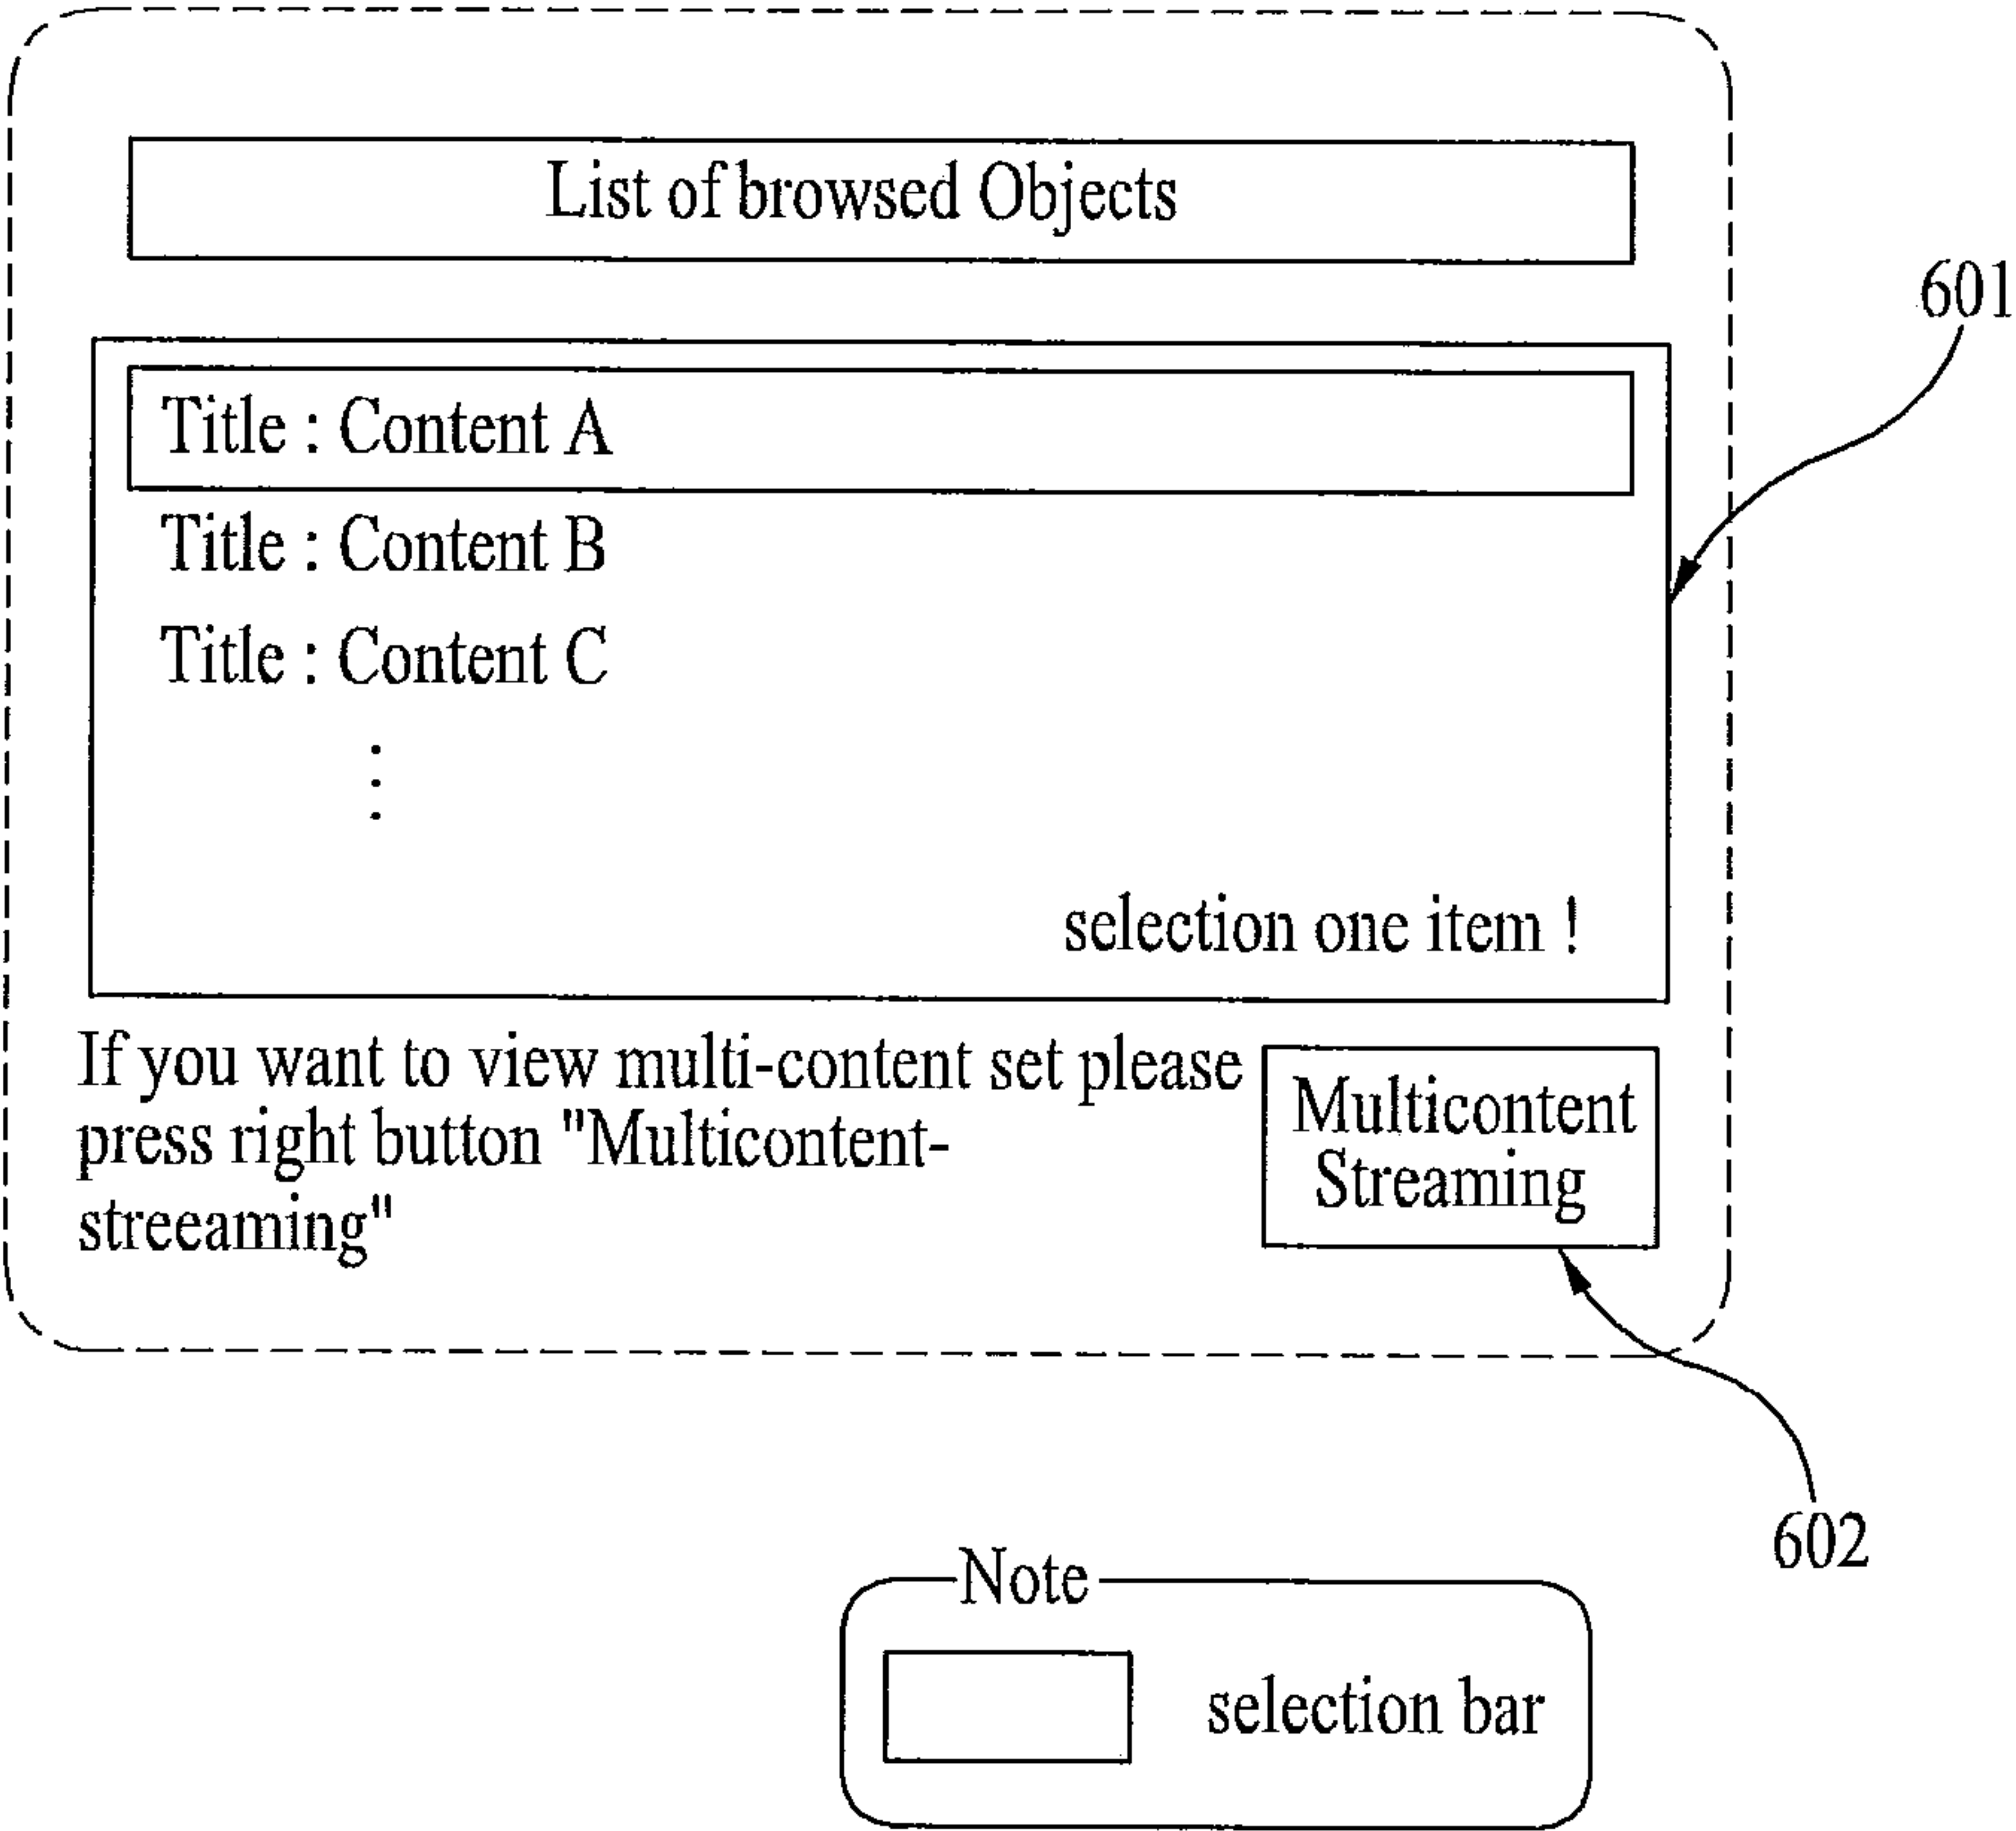 List of browsed Objects
601
Title : Content A
Title : Content B
Title : Content C
selection one item !
If you want to view multi-content set please
press right button "Multicontent-
streeaming"
Multicontent
Streaming
602
Note
selection bar